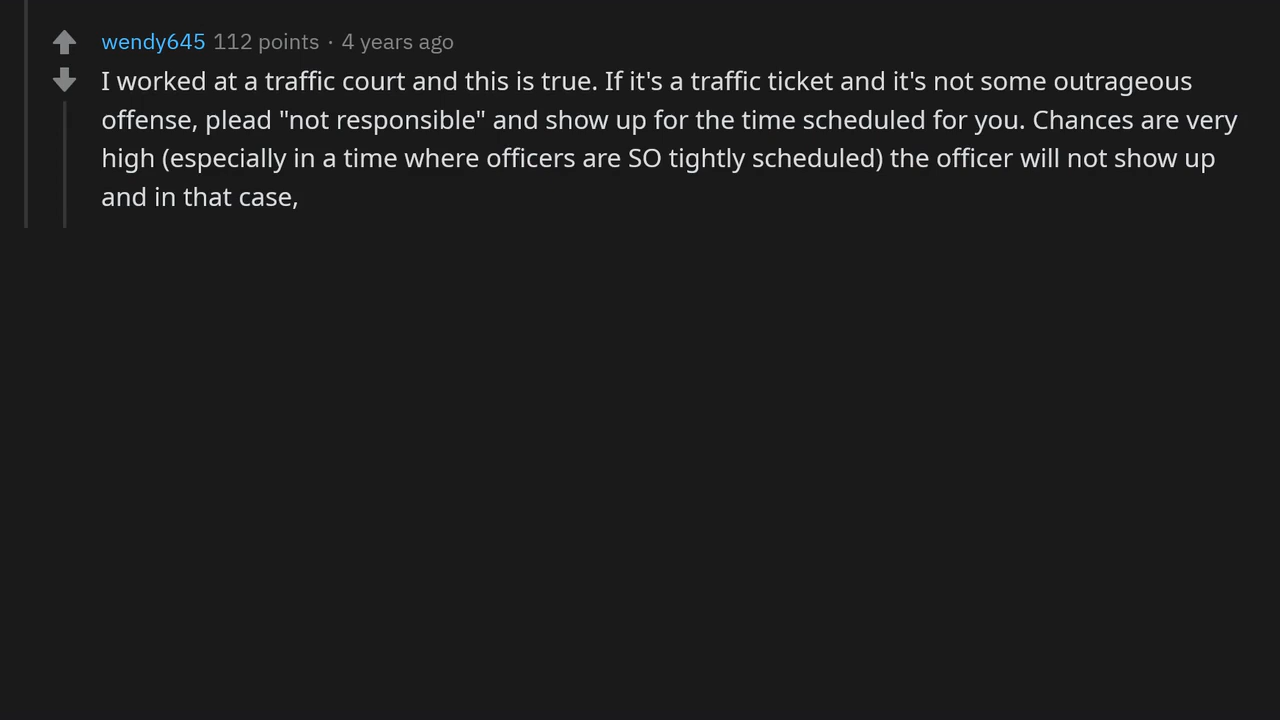 wendy645 112 points · 4 years ago
I worked at a traffic court and this is true. If it's a traffic ticket and it's not some outrageous
offense, plead "not responsible" and show up for the time scheduled for you. Chances are very
high (especially in a time where officers are SO tightly scheduled) the officer will not show up
and in that case,